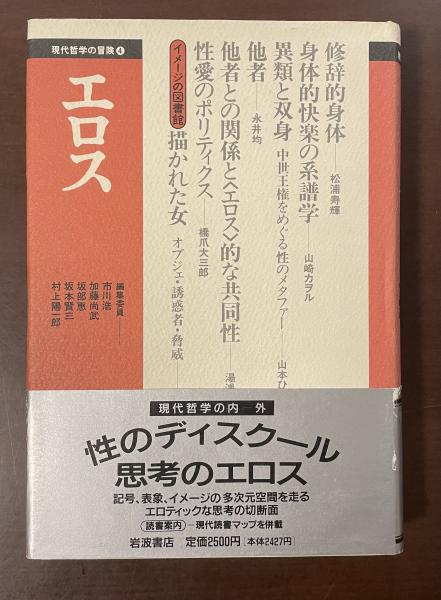 現代哲学の冒険④
エロス
修辞的身体――松浦寿輝
身体的快楽の系譜学――山崎カヲル
異類と双身 中世王権をめぐる性のメタファー――山本ひ
他者――永井均
他者との関係と〈エロス〉的な共同性――湯浅
性愛のポリティクス――橋爪大三郎
イメージの図書館 描かれた女 オブジェ・誘惑者・脅威――
編集委員――
市川浩
加藤尚武
坂部恵
坂本賢三
村上陽一郎
現代哲学の内―外
性のディスクール
思考のエロス
記号、表象、イメージの多次元空間を走る
エロティックな思考の切断面
読書案内―現代読書マップを併載
岩波書店 定価2500円[本体2427円]